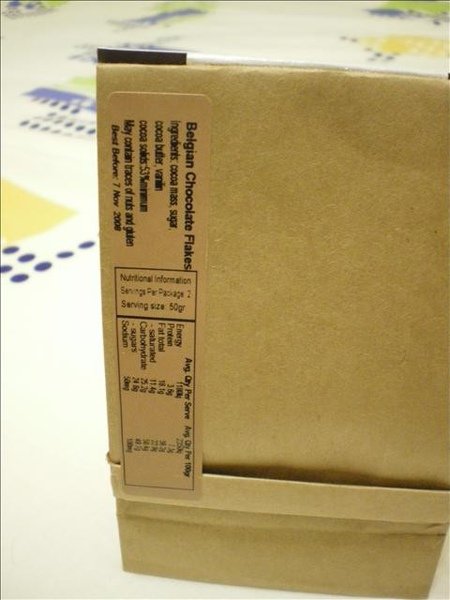 Belgian Chocolate Flakes
Ingredients: cocoa mass, sugar,
cocoa butter, vanilin
cocoa solids:53%minimum
May contain traces of nuts and gluten
Best Before: 7 Nov 2008
Nutritional Information
Servings Per Package: 2
Serving size: 50gr
Avg. Qty Per Serve Avg. Qty Per 100gr
Energy
Protein
Fat total
- saturated
Carbohydrate
- sugars
Sodium